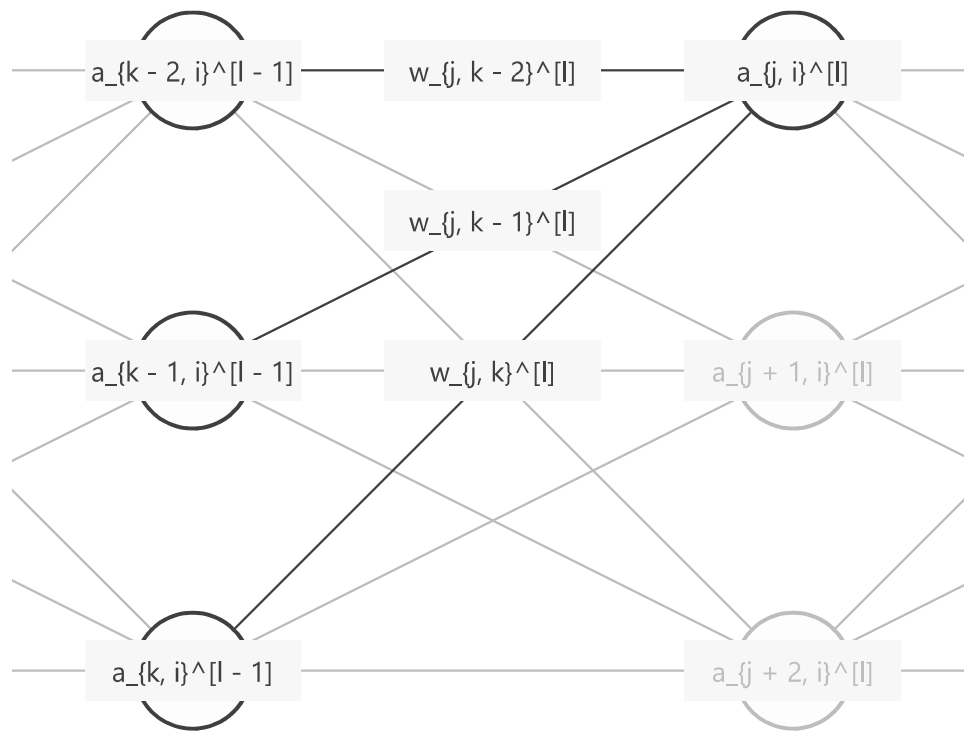 a_{k - 2, i}^[l - 1]
w_{j, k - 2}^[l]
a_{j, i}^[l]
w_{j, k - 1}^[l]
a_{k - 1, i}^[l - 1]
w_{j, k}^[l]
a_{j + 1, i}^[l]
a_{k, i}^[l - 1]
a_{j + 2, i}^[l]